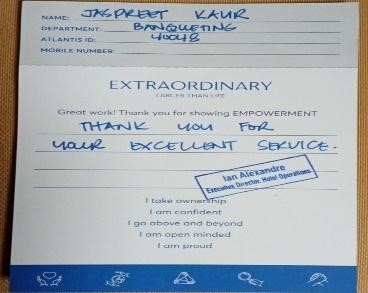 NAME: JASPREET KAUR
DEPARTMENT: BANQUETING
ATLANTIS ID: 40048
MOBILE NUMBER:
EXTRAORDINARY
LARGER THAN LIFE
Great work! Thank you for showing EMPOWERMENT
THANK YOU FOR
YOUR EXCELLENT SERVICE.
Ian Alexandre
Executive Director, Hotel Operations
I take ownership
I am confident
I go above and beyond
I am open minded
I am proud